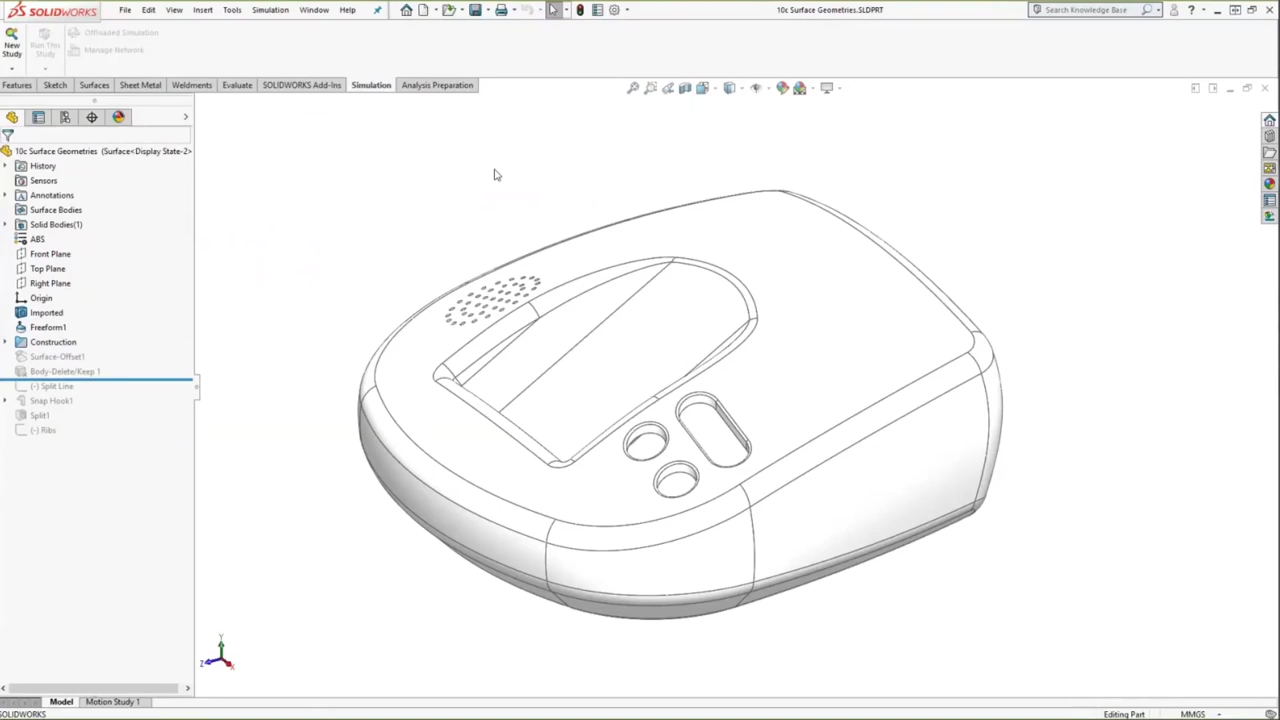 SOLIDWORKS
File Edit View Insert Tools Simulation Window Help
10c Surface Geometries.SLDPRT
Search Knowledge Base
New Study
Run This Study
Offloaded Simulation
Manage Network
Features Sketch Surfaces Sheet Metal Weldments Evaluate SOLIDWORKS Add-Ins Simulation Analysis Preparation
10c Surface Geometries (Surface<Display State-2>
History
Sensors
Annotations
Surface Bodies
Solid Bodies(1)
ABS
Front Plane
Top Plane
Right Plane
Origin
Imported
Freeform1
Construction
Surface-Offset1
Body-Delete/Keep 1
(-) Split Line
Snap Hook1
Split1
(-) Ribs
Y
Z
X
Model Motion Study 1
SOLIDWORKS
Editing Part
MMGS